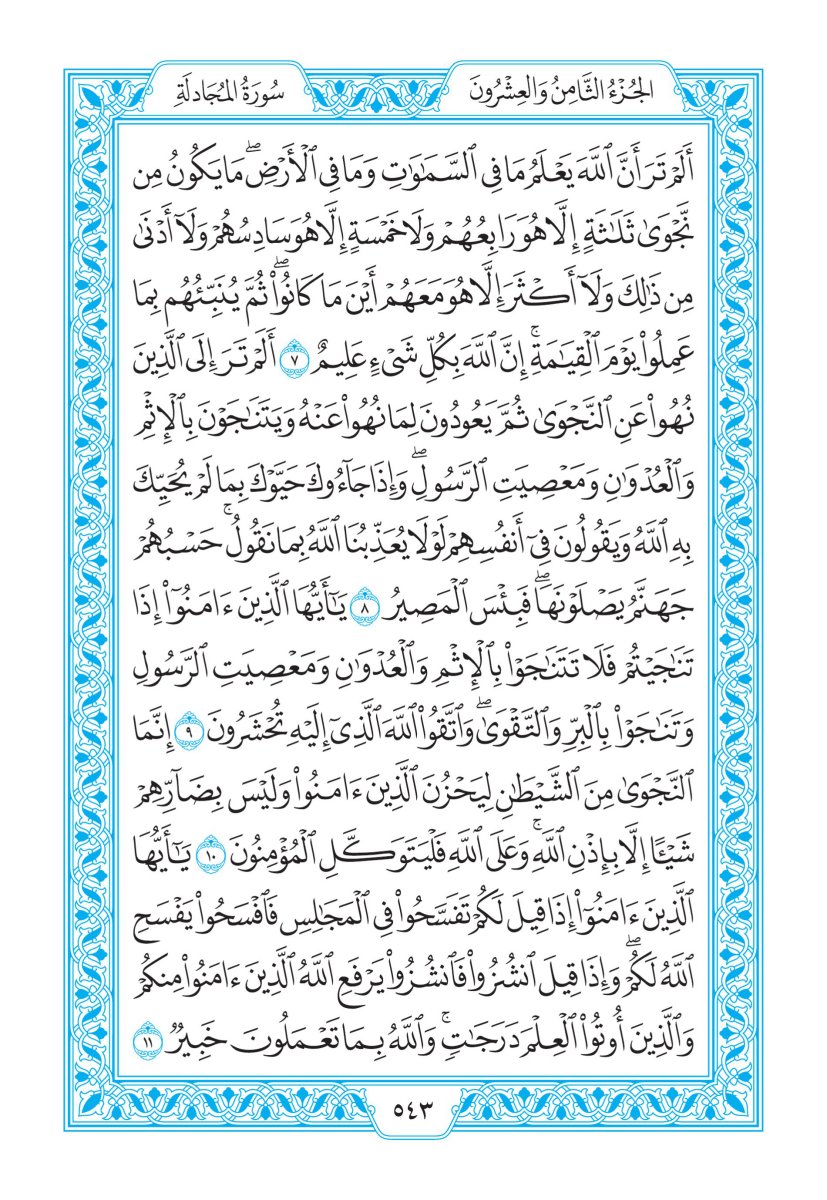 الجُزْءُ الثَّامِنُ وَالعِشْرُونَ
سُورَةُ المُجَادلَةِ
أَلَمْ تَرَ أَنَّ ٱللَّهَ يَعْلَمُ مَا فِي ٱلسَّمَٰوَٰتِ وَمَا فِي ٱلْأَرْضِۖ مَا يَكُونُ مِن
نَّجْوَىٰ ثَلَٰثَةٍ إِلَّا هُوَ رَابِعُهُمْ وَلَا خَمْسَةٍ إِلَّا هُوَ سَادِسُهُمْ وَلَآ أَدْنَىٰ
مِن ذَٰلِكَ وَلَآ أَكْثَرَ إِلَّا هُوَ مَعَهُمْ أَيْنَ مَا كَانُوا۟ۖ ثُمَّ يُنَبِّئُهُم بِمَا
عَمِلُوا۟ يَوْمَ ٱلْقِيَٰمَةِۚ إِنَّ ٱللَّهَ بِكُلِّ شَىْءٍ عَلِيمٌ ٧ أَلَمْ تَرَ إِلَى ٱلَّذِينَ
نُهُوا۟ عَنِ ٱلنَّجْوَىٰ ثُمَّ يَعُودُونَ لِمَا نُهُوا۟ عَنْهُ وَيَتَنَٰجَوْنَ بِٱلْإِثْمِ
وَٱلْعُدْوَٰنِ وَمَعْصِيَتِ ٱلرَّسُولِۖ وَإِذَا جَآءُوكَ حَيَّوْكَ بِمَا لَمْ يُحَيِّكَ
بِهِ ٱللَّهُ وَيَقُولُونَ فِىٓ أَنفُسِهِمْ لَوْلَا يُعَذِّبُنَا ٱللَّهُ بِمَا نَقُولُۚ حَسْبُهُمْ
جَهَنَّمُ يَصْلَوْنَهَاۖ فَبِئْسَ ٱلْمَصِيرُ ٨ يَٰٓأَيُّهَا ٱلَّذِينَ ءَامَنُوٓا۟ إِذَا
تَنَٰجَيْتُمْ فَلَا تَتَنَٰجَوْا۟ بِٱلْإِثْمِ وَٱلْعُدْوَٰنِ وَمَعْصِيَتِ ٱلرَّسُولِ
وَتَنَٰجَوْا۟ بِٱلْبِرِّ وَٱلتَّقْوَىٰۖ وَٱتَّقُوا۟ ٱللَّهَ ٱلَّذِىٓ إِلَيْهِ تُحْشَرُونَ ٩ إِنَّمَا
ٱلنَّجْوَىٰ مِنَ ٱلشَّيْطَٰنِ لِيَحْزُنَ ٱلَّذِينَ ءَامَنُوا۟ وَلَيْسَ بِضَآرِّهِمْ
شَيْـًٔا إِلَّا بِإِذْنِ ٱللَّهِۚ وَعَلَى ٱللَّهِ فَلْيَتَوَكَّلِ ٱلْمُؤْمِنُونَ ١٠ يَٰٓأَيُّهَا
ٱلَّذِينَ ءَامَنُوٓا۟ إِذَا قِيلَ لَكُمْ تَفَسَّحُوا۟ فِى ٱلْمَجَٰلِسِ فَٱفْسَحُوا۟ يَفْسَحِ
ٱللَّهُ لَكُمْۖ وَإِذَا قِيلَ ٱنشُزُوا۟ فَٱنشُزُوا۟ يَرْفَعِ ٱللَّهُ ٱلَّذِينَ ءَامَنُوا۟ مِنكُمْ
وَٱلَّذِينَ أُوتُوا۟ ٱلْعِلْمَ دَرَجَٰتٍۚ وَٱللَّهُ بِمَا تَعْمَلُونَ خَبِيرٌ ١١
٥٤٣